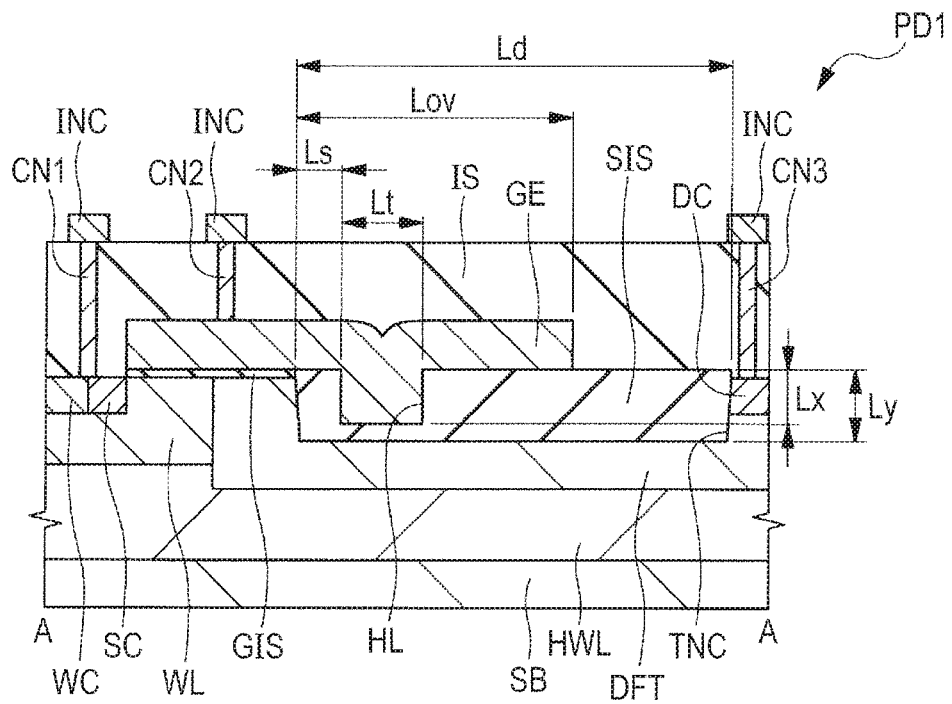 PD1
Ld
Lov
INC
INC
INC
CN1
CN2
Ls
IS
SIS
CN3
Lt
GE
DC
Lx
Ly
A
SC
GIS
HL
HWL
TNC
A
WC
WL
SB
DFT